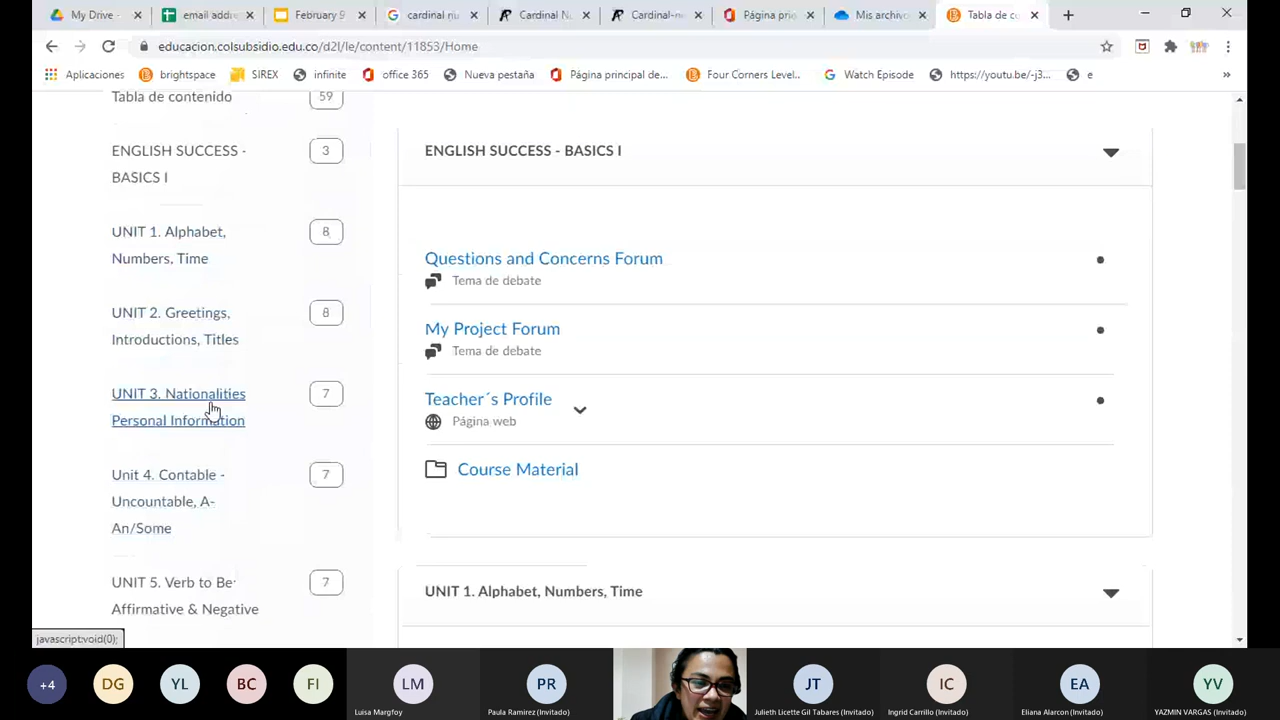 My Drive
email addre
February 9
cardinal nu
Cardinal N
Cardinal-ne
Página prio
Mis archivo
Tabla de co
educacion.colsubsidio.edu.co/d2l/le/content/11853/Home
Aplicaciones
brightspace
SIREX
infinite
office 365
Nueva pestaña
Página principal de...
Four Corners Level...
Watch Episode
https://youtu.be/-j3...
e
»
Tabla de contenido
59
ENGLISH SUCCESS -
BASICS I
3
UNIT 1. Alphabet,
Numbers, Time
8
UNIT 2. Greetings,
Introductions, Titles
8
UNIT 3. Nationalities
Personal Information
7
Unit 4. Contable -
Uncountable, A-
An/Some
7
UNIT 5. Verb to Be
Affirmative & Negative
7
ENGLISH SUCCESS - BASICS I
Questions and Concerns Forum
Tema de debate
My Project Forum
Tema de debate
Teacher´s Profile
Página web
Course Material
UNIT 1. Alphabet, Numbers, Time
javascript:void(0);
+4
DG
YL
BC
FI
LM
Luisa Margfoy
PR
Paula Ramirez (Invitado)
JT
Julieth Licette Gil Tabares (Invitado)
IC
Ingrid Carrillo (Invitado)
EA
Eliana Alarcon (Invitado)
YV
YAZMIN VARGAS (Invitado)